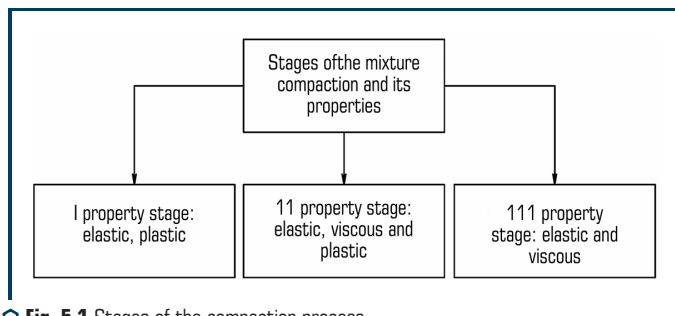 Stages ofthe mixture
compaction and its
properties
I property stage:
elastic, plastic
11 property stage:
elastic, viscous and
plastic
111 property
stage: elastic and
viscous
Fig. 5.1 Stages of the compaction process